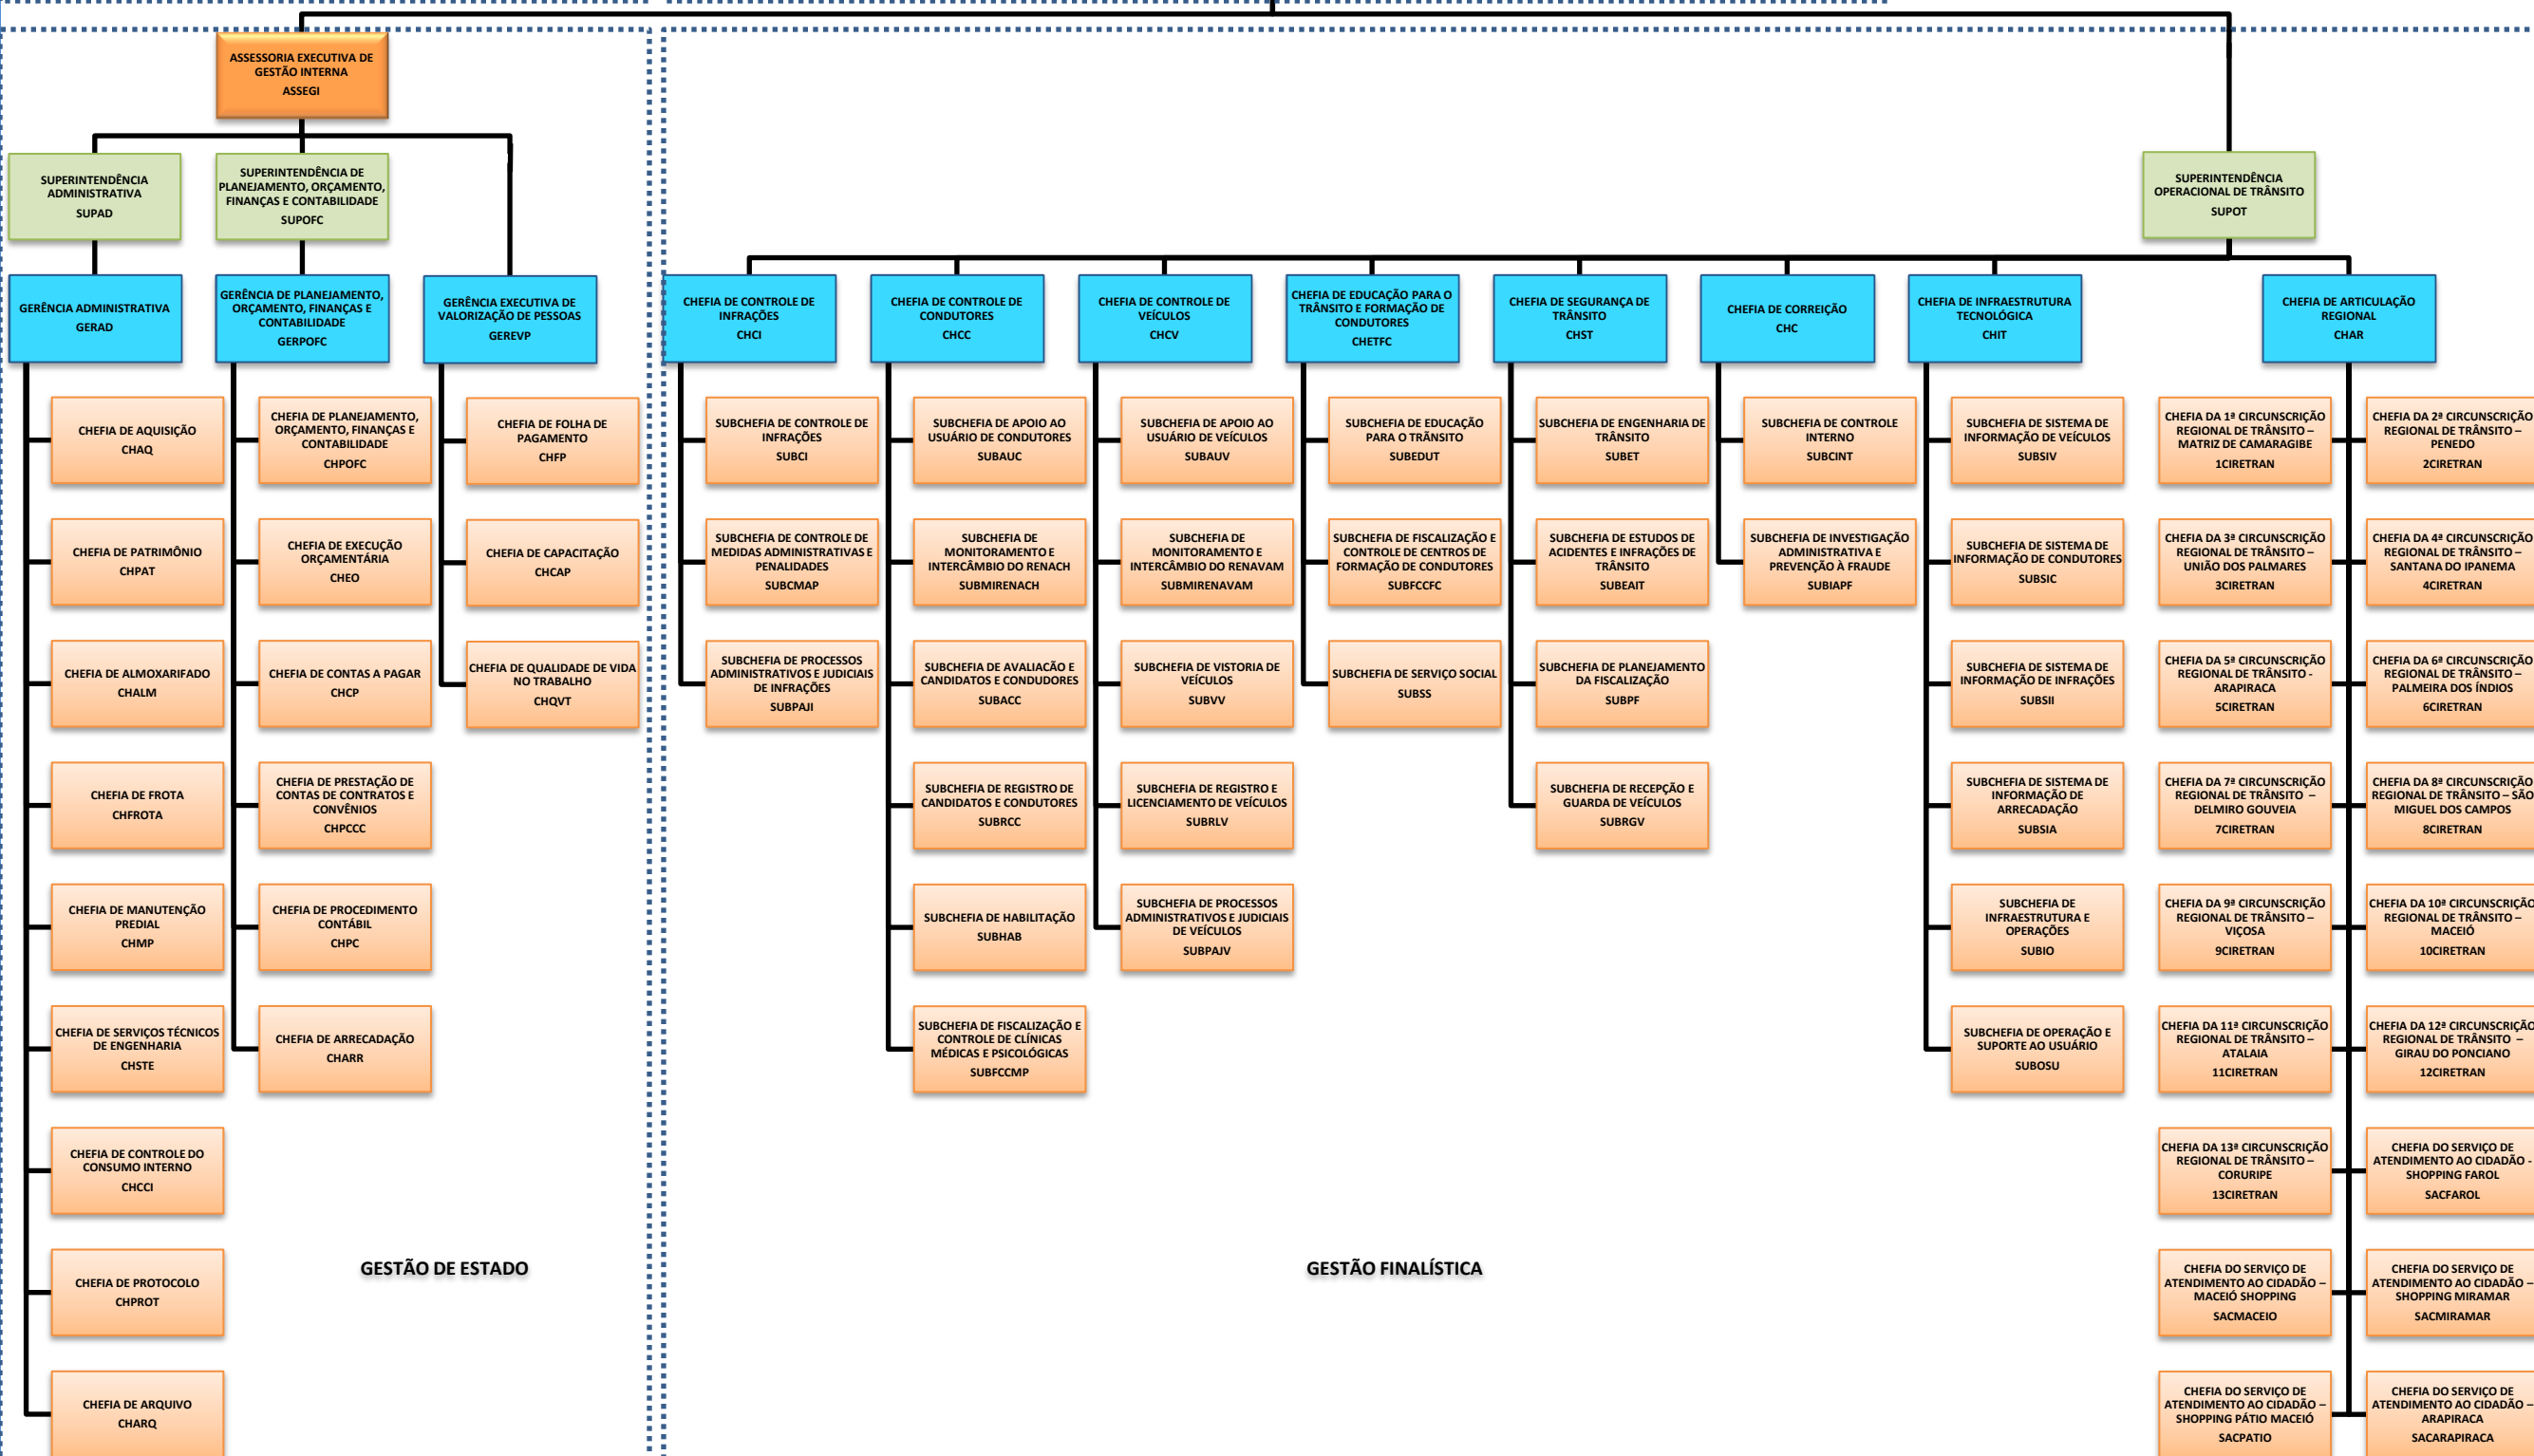 ASSESSORIA EXECUTIVA DE
GESTÃO INTERNA
ASSEGI
SUPERINTENDÊNCIA
ADMINISTRATIVA
SUPAD
SUPERINTENDÊNCIA DE
PLANEJAMENTO, ORÇAMENTO,
FINANÇAS E CONTABILIDADE
SUPOFC
SUPERINTENDÊNCIA
OPERACIONAL DE TRÂNSITO
SUPOT
GERÊNCIA ADMINISTRATIVA
GERAD
GERÊNCIA DE PLANEJAMENTO,
ORÇAMENTO, FINANÇAS E
CONTABILIDADE
GERPOFC
GERÊNCIA EXECUTIVA DE
VALORIZAÇÃO DE PESSOAS
GEREVP
CHEFIA DE CONTROLE DE
INFRAÇÕES
CHCI
CHEFIA DE CONTROLE DE
CONDUTORES
CHCC
CHEFIA DE CONTROLE DE
VEÍCULOS
CHCV
CHEFIA DE EDUCAÇÃO PARA O
TRÂNSITO E FORMAÇÃO DE
CONDUTORES
CHETFC
CHEFIA DE SEGURANÇA DE
TRÂNSITO
CHST
CHEFIA DE CORREIÇÃO
CHC
CHEFIA DE INFRAESTRUTURA
TECNOLÓGICA
CHIT
CHEFIA DE ARTICULAÇÃO
REGIONAL
CHAR
CHEFIA DE AQUISIÇÃO
CHAQ
CHEFIA DE PLANEJAMENTO,
ORÇAMENTO, FINANÇAS E
CONTABILIDADE
CHPOFC
CHEFIA DE FOLHA DE
PAGAMENTO
CHFP
SUBCHEFIA DE CONTROLE DE
INFRAÇÕES
SUBCI
SUBCHEFIA DE APOIO AO
USUÁRIO DE CONDUTORES
SUBAUC
SUBCHEFIA DE APOIO AO
USUÁRIO DE VEÍCULOS
SUBAUV
SUBCHEFIA DE EDUCAÇÃO
PARA O TRÂNSITO
SUBEDUT
SUBCHEFIA DE ENGENHARIA DE
TRÂNSITO
SUBET
SUBCHEFIA DE CONTROLE
INTERNO
SUBCINT
SUBCHEFIA DE SISTEMA DE
INFORMAÇÃO DE VEÍCULOS
SUBSIV
CHEFIA DA 1ª CIRCUNSCRIÇÃO
REGIONAL DE TRÂNSITO –
MATRIZ DE CAMARAGIBE
1CIRETRAN
CHEFIA DA 2ª CIRCUNSCRIÇÃO
REGIONAL DE TRÂNSITO –
PENEDO
2CIRETRAN
CHEFIA DE PATRIMÔNIO
CHPAT
CHEFIA DE EXECUÇÃO
ORÇAMENTÁRIA
CHEO
CHEFIA DE CAPACITAÇÃO
CHCAP
SUBCHEFIA DE CONTROLE DE
MEDIDAS ADMINISTRATIVAS E
PENALIDADES
SUBCMAP
SUBCHEFIA DE
MONITORAMENTO E
INTERCÂMBIO DO RENACH
SUBMIRENACH
SUBCHEFIA DE
MONITORAMENTO E
INTERCÂMBIO DO RENAVAM
SUBMIRENAVAM
SUBCHEFIA DE FISCALIZAÇÃO E
CONTROLE DE CENTROS DE
FORMAÇÃO DE CONDUTORES
SUBFCCFC
SUBCHEFIA DE ESTUDOS DE
ACIDENTES E INFRAÇÕES DE
TRÂNSITO
SUBEAIT
SUBCHEFIA DE INVESTIGAÇÃO
ADMINISTRATIVA E
PREVENÇÃO À FRAUDE
SUBIAPF
SUBCHEFIA DE SISTEMA DE
INFORMAÇÃO DE CONDUTORES
SUBSIC
CHEFIA DA 3ª CIRCUNSCRIÇÃO
REGIONAL DE TRÂNSITO –
UNIÃO DOS PALMARES
3CIRETRAN
CHEFIA DA 4ª CIRCUNSCRIÇÃO
REGIONAL DE TRÂNSITO –
SANTANA DO IPANEMA
4CIRETRAN
CHEFIA DE ALMOXARIFADO
CHALM
CHEFIA DE CONTAS A PAGAR
CHCP
CHEFIA DE QUALIDADE DE VIDA
NO TRABALHO
CHQVT
SUBCHEFIA DE PROCESSOS
ADMINISTRATIVOS E JUDICIAIS
DE INFRAÇÕES
SUBPAJI
SUBCHEFIA DE AVALIACÃO E
CANDIDATOS E CONDUDORES
SUBACC
SUBCHEFIA DE VISTORIA DE
VEÍCULOS
SUBVV
SUBCHEFIA DE SERVIÇO SOCIAL
SUBSS
SUBCHEFIA DE PLANEJAMENTO
DA FISCALIZAÇÃO
SUBPF
SUBCHEFIA DE SISTEMA DE
INFORMAÇÃO DE INFRAÇÕES
SUBSII
CHEFIA DA 5ª CIRCUNSCRIÇÃO
REGIONAL DE TRÂNSITO -
ARAPIRACA
5CIRETRAN
CHEFIA DA 6ª CIRCUNSCRIÇÃO
REGIONAL DE TRÂNSITO –
PALMEIRA DOS ÍNDIOS
6CIRETRAN
CHEFIA DE FROTA
CHFROTA
CHEFIA DE PRESTAÇÃO DE
CONTAS DE CONTRATOS E
CONVÊNIOS
CHPCCC
SUBCHEFIA DE REGISTRO DE
CANDIDATOS E CONDUTORES
SUBRCC
SUBCHEFIA DE REGISTRO E
LICENCIAMENTO DE VEÍCULOS
SUBRLV
SUBCHEFIA DE RECEPÇÃO E
GUARDA DE VEÍCULOS
SUBRGV
SUBCHEFIA DE SISTEMA DE
INFORMAÇÃO DE
ARRECADAÇÃO
SUBSIA
CHEFIA DA 7ª CIRCUNSCRIÇÃO
REGIONAL DE TRÂNSITO –
DELMIRO GOUVEIA
7CIRETRAN
CHEFIA DA 8ª CIRCUNSCRIÇÃO
REGIONAL DE TRÂNSITO – SÃO
MIGUEL DOS CAMPOS
8CIRETRAN
CHEFIA DE MANUTENÇÃO
PREDIAL
CHMP
CHEFIA DE PROCEDIMENTO
CONTÁBIL
CHPC
SUBCHEFIA DE HABILITAÇÃO
SUBHAB
SUBCHEFIA DE PROCESSOS
ADMINISTRATIVOS E JUDICIAIS
DE VEÍCULOS
SUBPAJV
SUBCHEFIA DE
INFRAESTRUTURA E
OPERAÇÕES
SUBIO
CHEFIA DA 9ª CIRCUNSCRIÇÃO
REGIONAL DE TRÂNSITO –
VIÇOSA
9CIRETRAN
CHEFIA DA 10ª CIRCUNSCRIÇÃO
REGIONAL DE TRÂNSITO –
MACEIÓ
10CIRETRAN
CHEFIA DE SERVIÇOS TÉCNICOS
DE ENGENHARIA
CHSTE
CHEFIA DE ARRECADAÇÃO
CHARR
SUBCHEFIA DE FISCALIZAÇÃO E
CONTROLE DE CLÍNICAS
MÉDICAS E PSICOLÓGICAS
SUBFCCMP
SUBCHEFIA DE OPERAÇÃO E
SUPORTE AO USUÁRIO
SUBOSU
CHEFIA DA 11ª CIRCUNSCRIÇÃO
REGIONAL DE TRÂNSITO –
ATALAIA
11CIRETRAN
CHEFIA DA 12ª CIRCUNSCRIÇÃO
REGIONAL DE TRÂNSITO –
GIRAU DO PONCIANO
12CIRETRAN
CHEFIA DE CONTROLE DO
CONSUMO INTERNO
CHCCI
CHEFIA DA 13ª CIRCUNSCRIÇÃO
REGIONAL DE TRÂNSITO –
CORURIPE
13CIRETRAN
CHEFIA DO SERVIÇO DE
ATENDIMENTO AO CIDADÃO -
SHOPPING FAROL
SACFAROL
CHEFIA DE PROTOCOLO
CHPROT
GESTÃO DE ESTADO
GESTÃO FINALÍSTICA
CHEFIA DO SERVIÇO DE
ATENDIMENTO AO CIDADÃO –
MACEIÓ SHOPPING
SACMACEIO
CHEFIA DO SERVIÇO DE
ATENDIMENTO AO CIDADÃO –
SHOPPING MIRAMAR
SACMIRAMAR
CHEFIA DE ARQUIVO
CHARQ
CHEFIA DO SERVIÇO DE
ATENDIMENTO AO CIDADÃO –
SHOPPING PÁTIO MACEIÓ
SACPATIO
CHEFIA DO SERVIÇO DE
ATENDIMENTO AO CIDADÃO –
ARAPIRACA
SACARAPIRACA